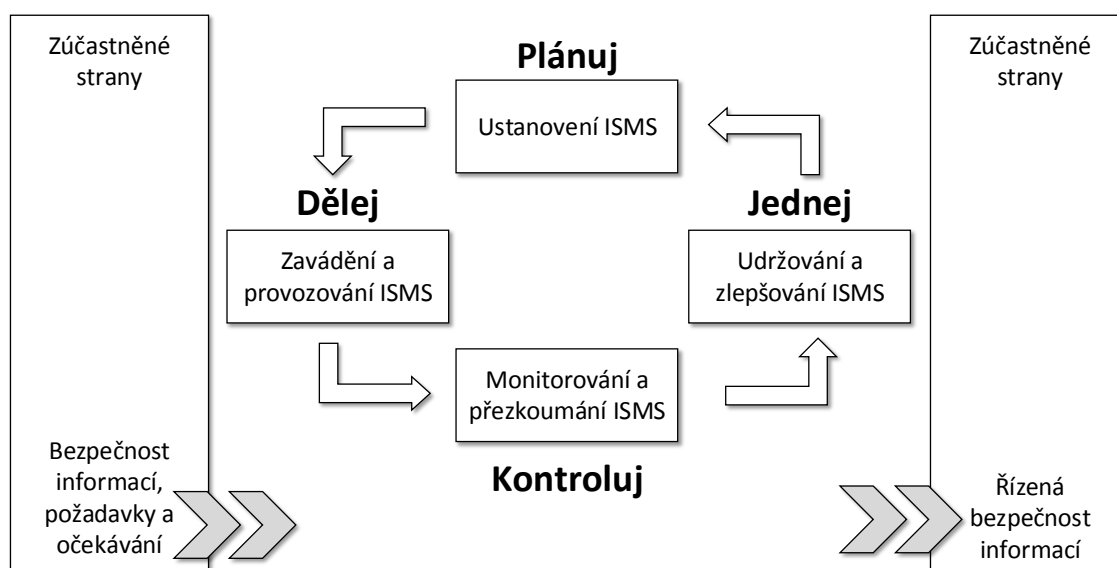 Zúčastněné
strany
Bezpečnost
informací,
požadavky a
očekávání
Plánuj
Ustanovení ISMS
Dělej
Zavádění a
provozování ISMS
Jednej
Udržování a
zlepšování ISMS
Monitorování a
přezkoumání ISMS
Kontroluj
Zúčastněné
strany
Řízená
bezpečnost
informací